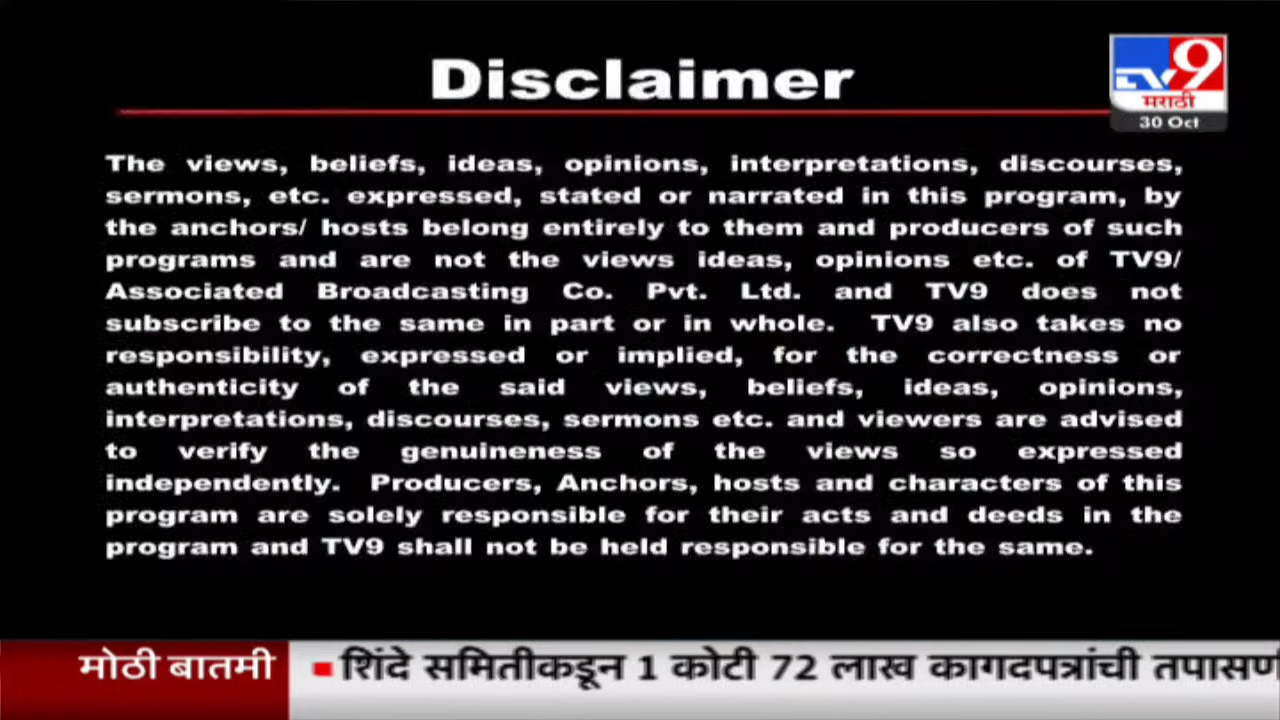 Disclaimer
TV9
मराठी
30 Oct
The views, beliefs, ideas, opinions, interpretations, discourses,
sermons, etc. expressed, stated or narrated in this program, by
the anchors/ hosts belong entirely to them and producers of such
programs and are not the views ideas, opinions etc. of TV9/
Associated Broadcasting Co. Pvt. Ltd. and TV9 does not
subscribe to the same in part or in whole. TV9 also takes no
responsibility, expressed or implied, for the correctness or
authenticity of the said views, beliefs, ideas, opinions,
interpretations, discourses, sermons etc. and viewers are advised
to verify the genuineness of the views so expressed
independently. Producers, Anchors, hosts and characters of this
program are solely responsible for their acts and deeds in the
program and TV9 shall not be held responsible for the same.
मोठी बातमी
शिंदे समितीकडून 1 कोटी 72 लाख कागदपत्रांची